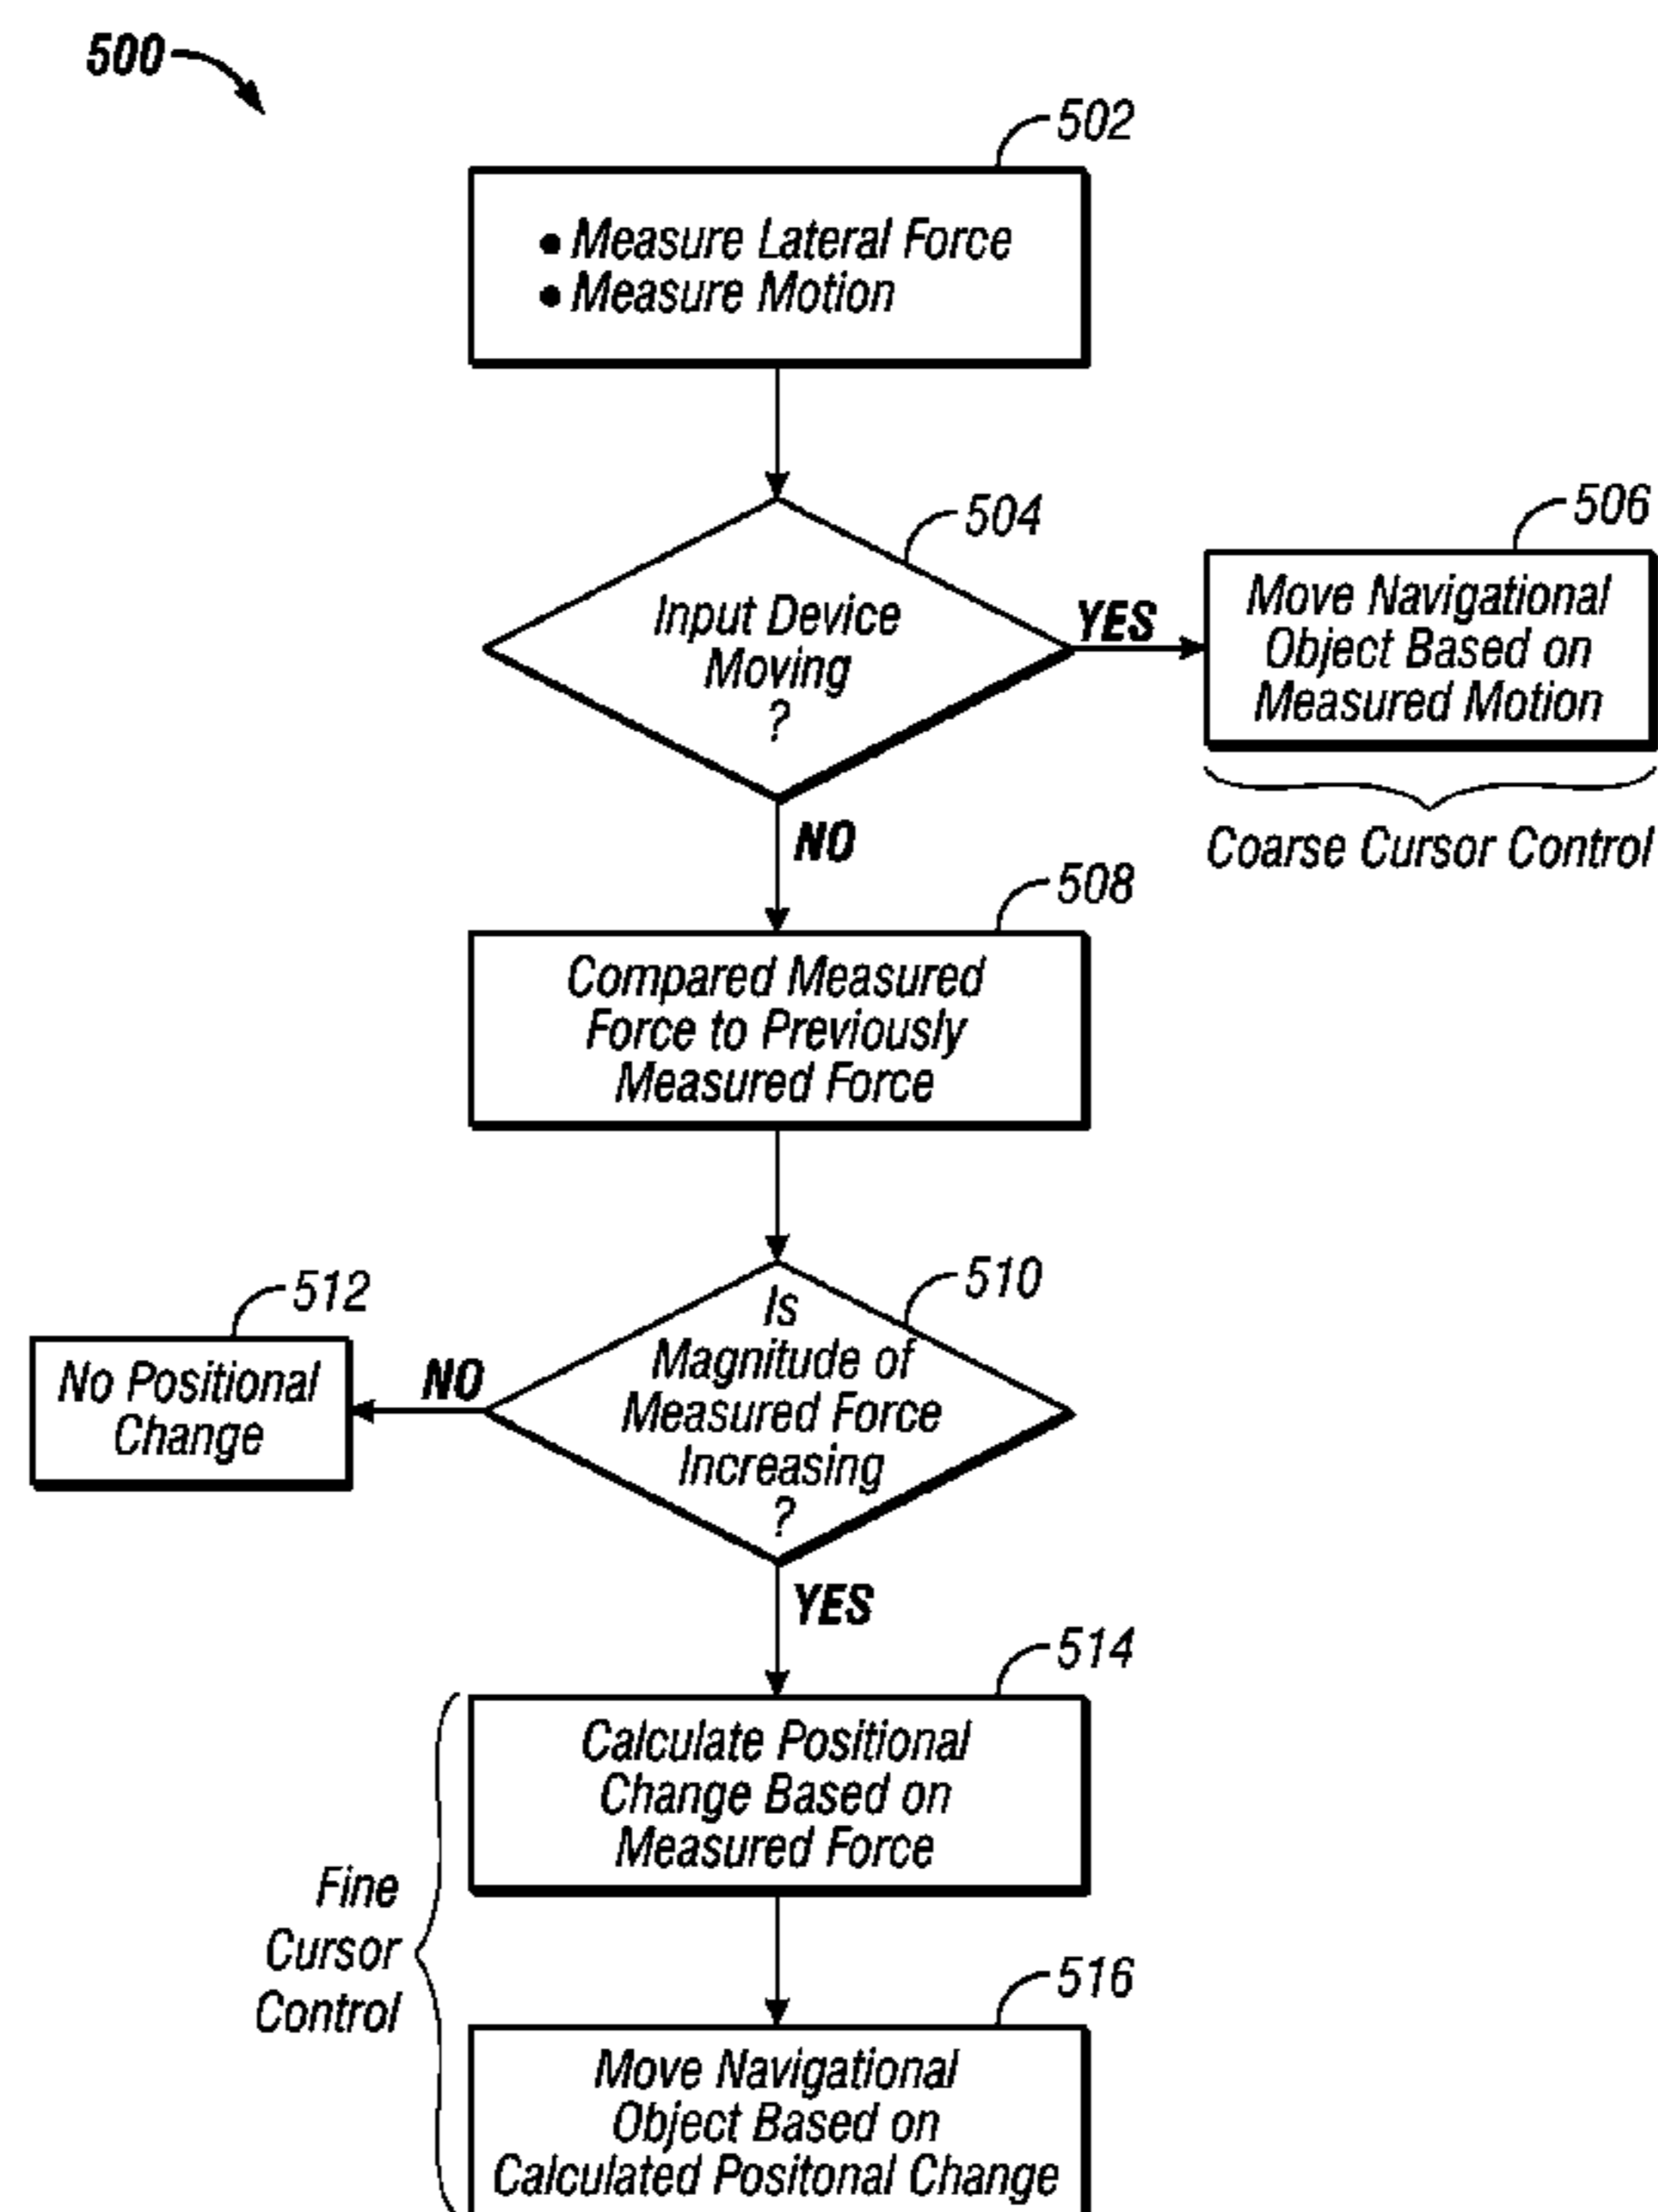 500
502
• Measure Lateral Force
• Measure Motion
504
Input Device
Moving
?
YES
506
Move Navigational
Object Based on
Measured Motion
Coarse Cursor Control
NO
508
Compared Measured
Force to Previously
Measured Force
510
Is
Magnitude of
Measured Force
Increasing
?
NO
512
No Positional
Change
YES
514
Calculate Positional
Change Based on
Measured Force
Fine
Cursor
Control
516
Move Navigational
Object Based on
Calculated Positonal Change